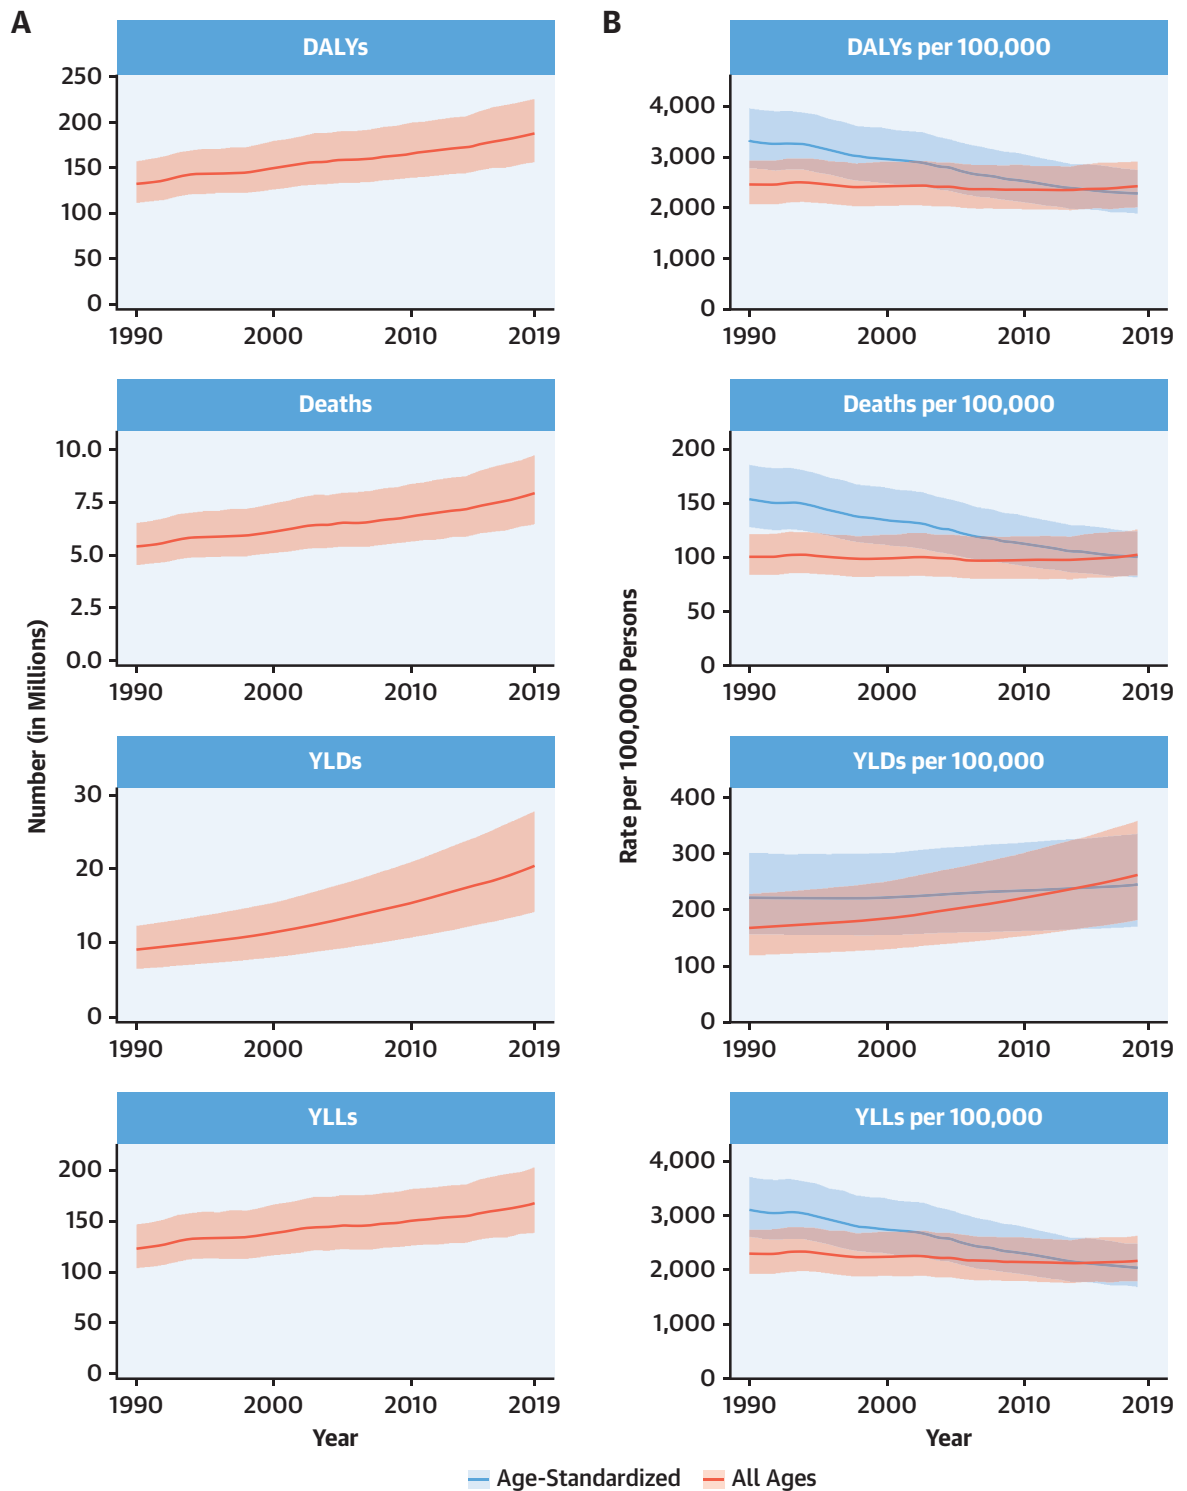 A
DALYs
250
200
150
100
50
0
1990 2000 2010 2019
Deaths
10.0
7.5
5.0
2.5
0.0
1990 2000 2010 2019
YLDs
30
20
10
0
1990 2000 2010 2019
YLLs
200
150
100
50
0
1990 2000 2010 2019
Year
Number (in Millions)
B
DALYs per 100,000
4,000
3,000
2,000
1,000
0
1990 2000 2010 2019
Deaths per 100,000
200
150
100
50
0
1990 2000 2010 2019
YLDs per 100,000
400
300
200
100
0
1990 2000 2010 2019
YLLs per 100,000
4,000
3,000
2,000
1,000
0
1990 2000 2010 2019
Year
Rate per 100,000 Persons
Age-Standardized All Ages